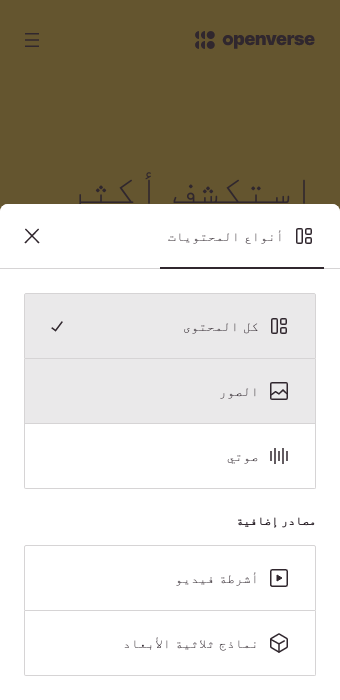 openverse
استكشف أكثر
أنواع المحتويات
كل المحتوى
الصور
صوتي
مصادر إضافية
أشرطة فيديو
نماذج ثلاثية الأبعاد